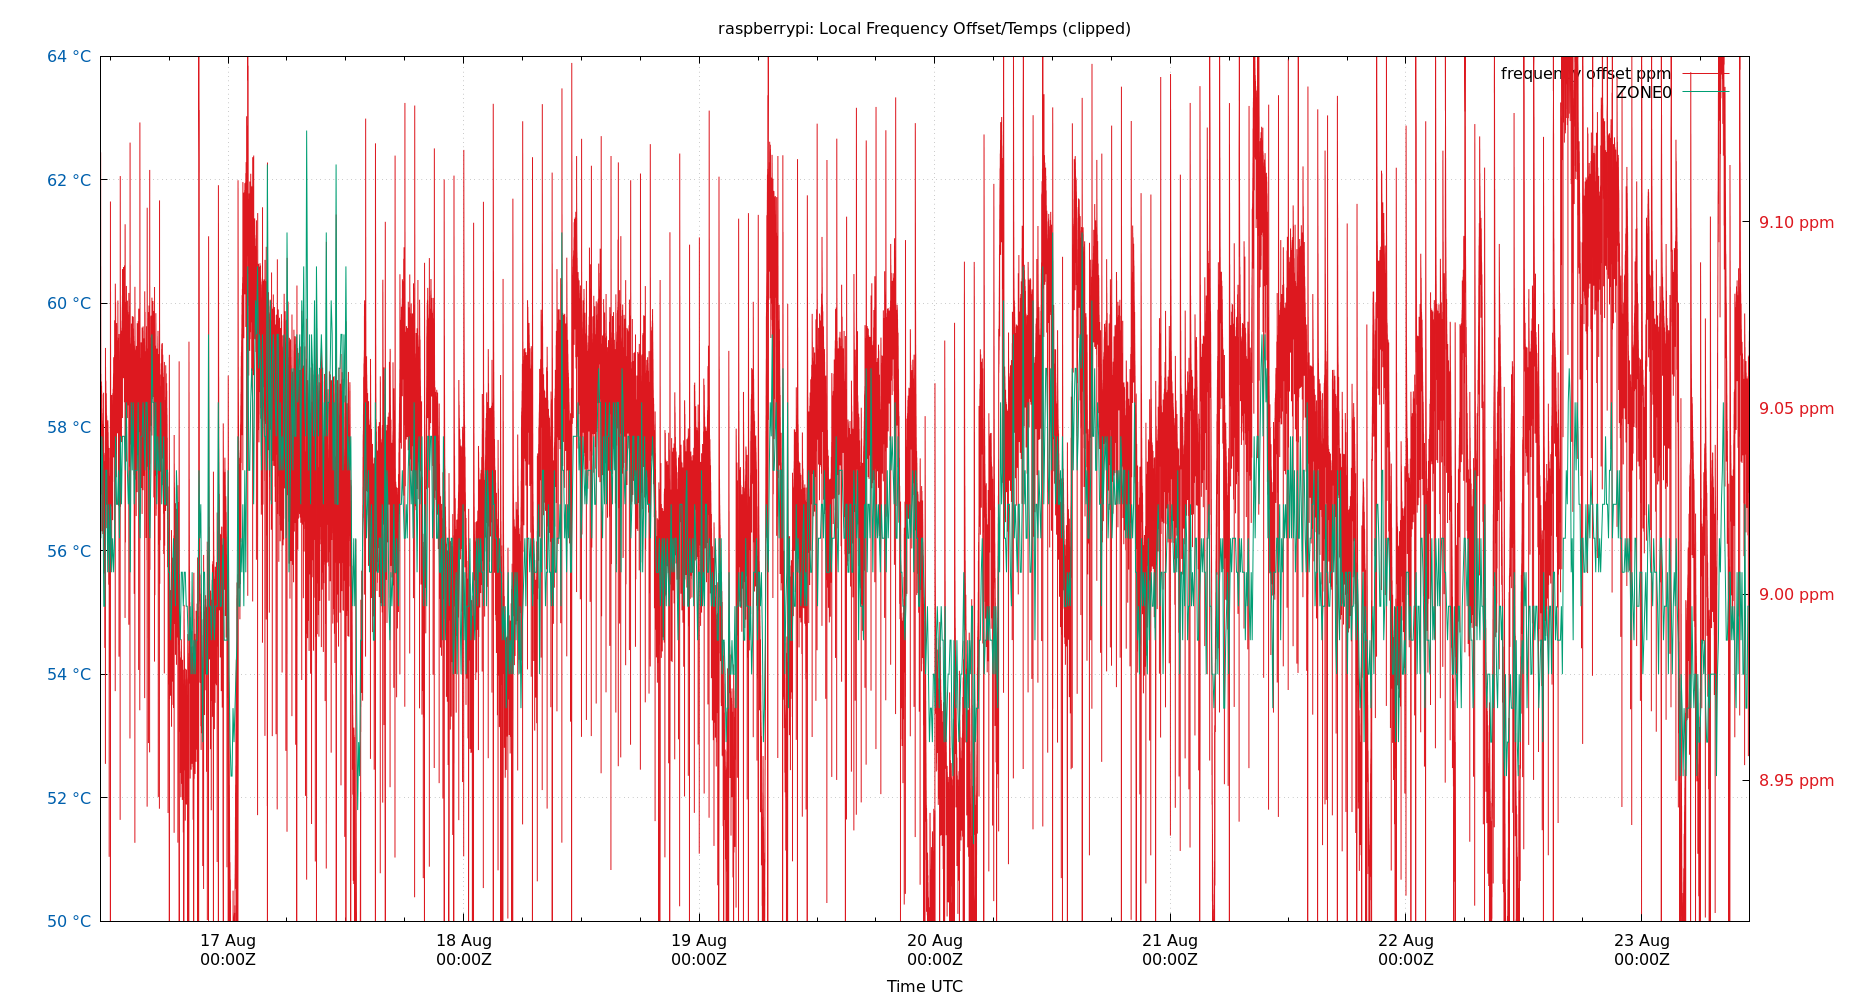 raspberrypi: Local Frequency Offset/Temps (clipped)
64 °C
62 °C
60 °C
58 °C
56 °C
54 °C
52 °C
50 °C
frequency offset ppm
ZONE0
9.10 ppm
9.05 ppm
9.00 ppm
8.95 ppm
17 Aug
00:00Z
18 Aug
00:00Z
19 Aug
00:00Z
20 Aug
00:00Z
21 Aug
00:00Z
22 Aug
00:00Z
23 Aug
00:00Z
Time UTC